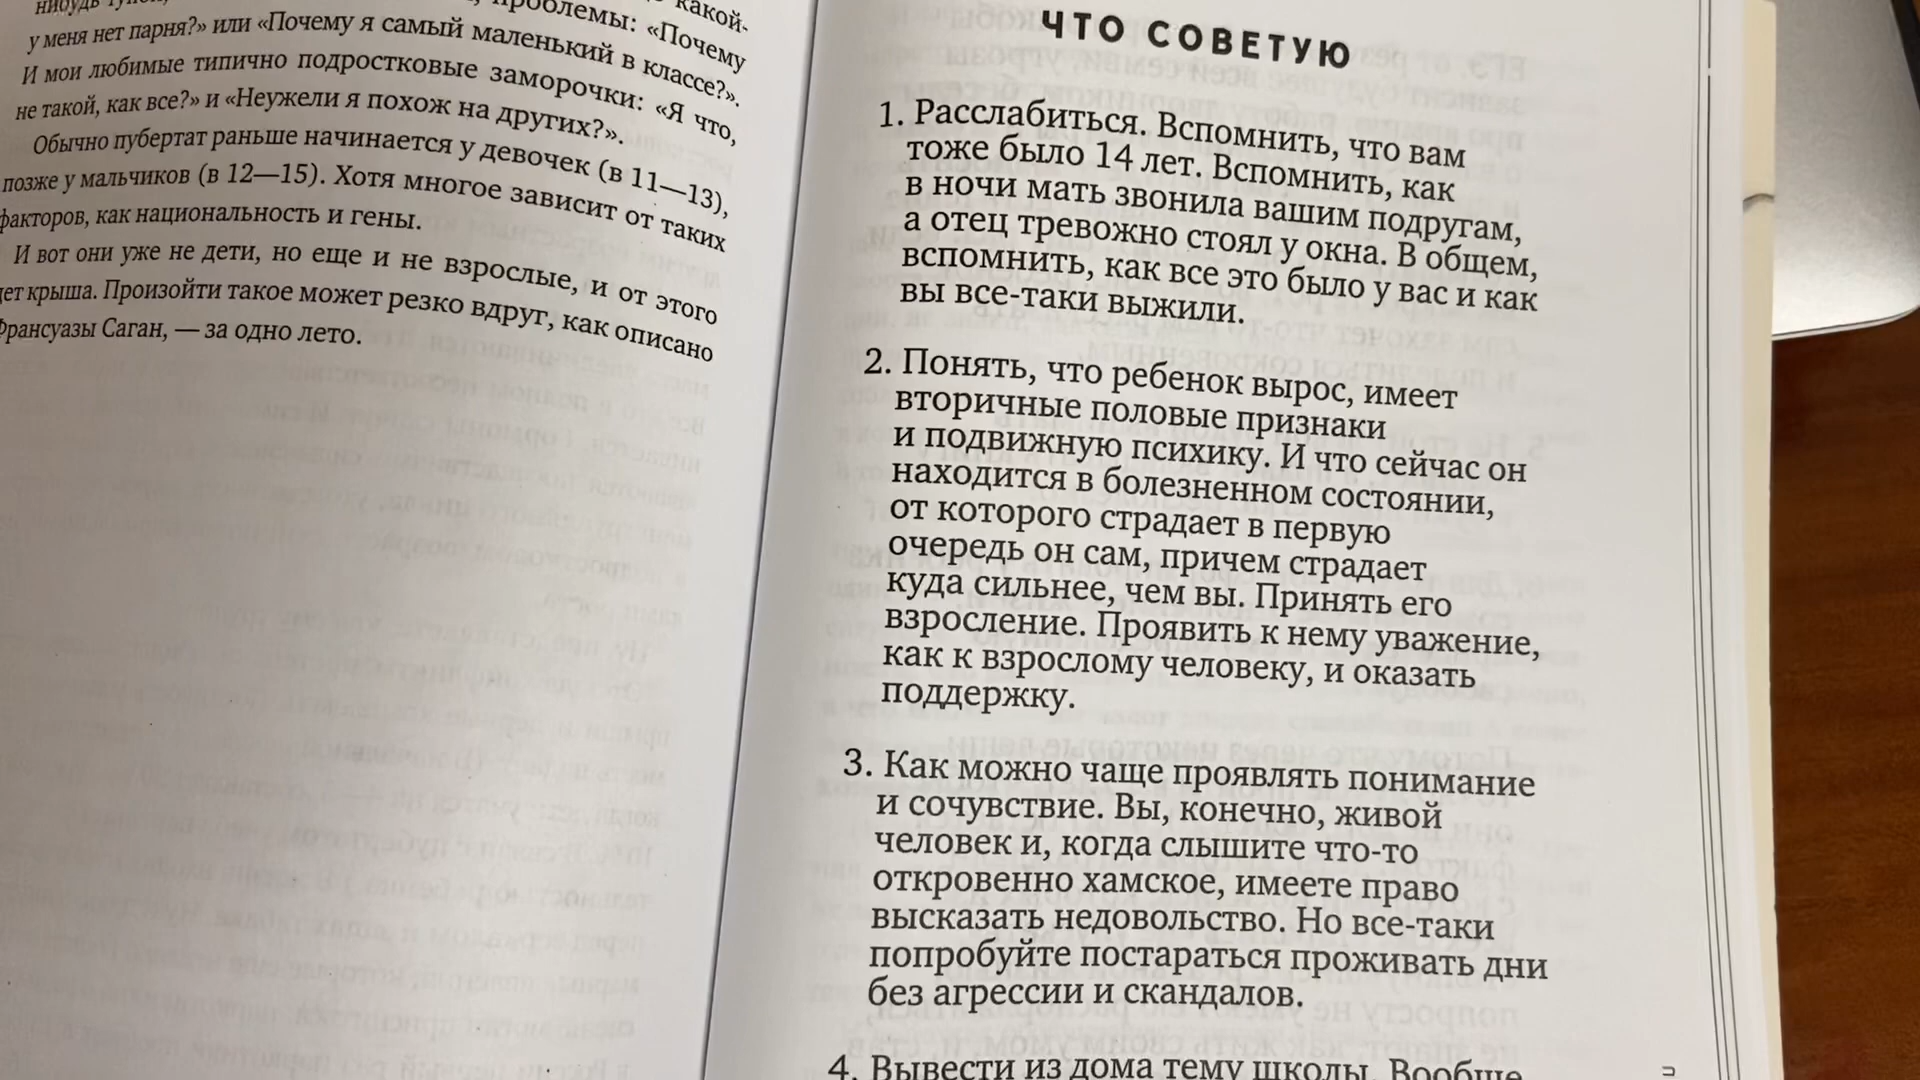 какой-
нибудь
проблемы: «Почему
у меня нет парня?» или «Почему я самый маленький в классе?».
И мои любимые типично подростковые заморочки: «Я что,
не такой, как все?» и «Неужели я похож на других?».
Обычно пубертат раньше начинается у девочек (в 11—13),
позже у мальчиков (в 12—15). Хотя многое зависит от таких
факторов, как национальность и гены.
И вот они уже не дети, но еще и не взрослые, и от этого
крыша. Произойти такое может резко вдруг, как описано
Франсуазы Саган, — за одно лето.
ЧТО СОВЕТУЮ
1. Расслабиться. Вспомнить, что вам
тоже было 14 лет. Вспомнить, как
в ночи мать звонила вашим подругам,
а отец тревожно стоял у окна. В общем,
вспомнить, как все это было у вас и как
вы все-таки выжили.
2. Понять, что ребенок вырос, имеет
вторичные половые признаки
и подвижную психику. И что сейчас он
находится в болезненном состоянии,
от которого страдает в первую
очередь он сам, причем страдает
куда сильнее, чем вы. Принять его
взросление. Проявить к нему уважение,
как к взрослому человеку, и оказать
поддержку.
3. Как можно чаще проявлять понимание
и сочувствие. Вы, конечно, живой
человек и, когда слышите что-то
откровенно хамское, имеете право
высказать недовольство. Но все-таки
попробуйте постараться проживать дни
без агрессии и скандалов.
4. Вывести из дома тему школы. Вообще